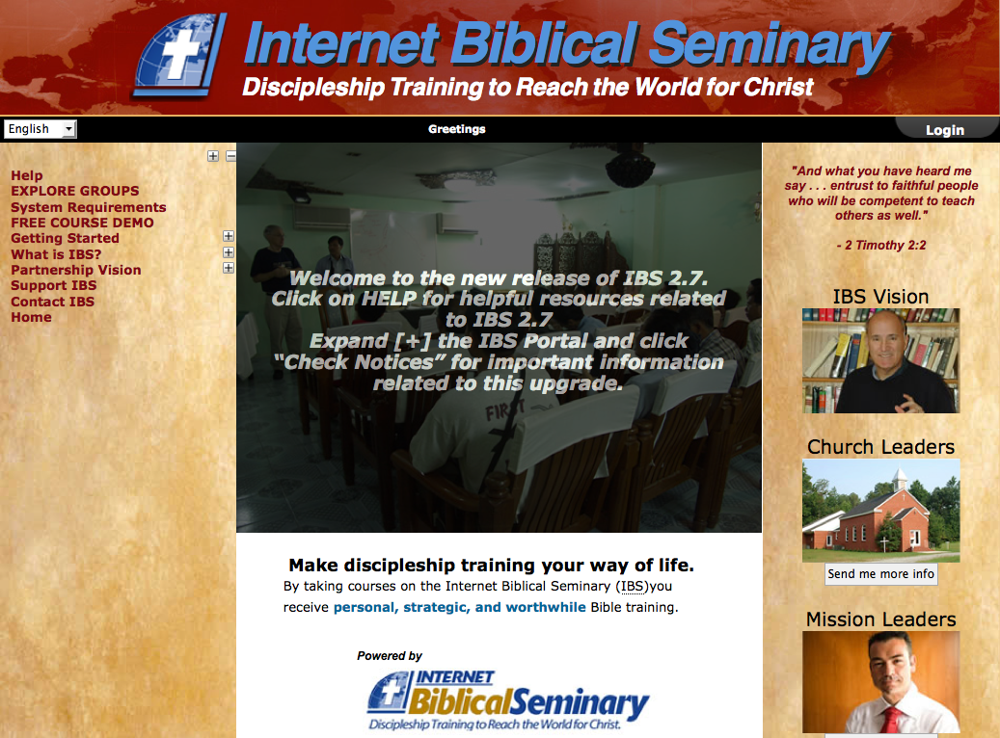 Internet Biblical Seminary
Discipleship Training to Reach the World for Christ
English
Greetings
Login
Help
EXPLORE GROUPS
System Requirements
FREE COURSE DEMO
Getting Started
What is IBS?
Partnership Vision
Support IBS
Contact IBS
Home
Welcome to the new release of IBS 2.7.
Click on HELP for helpful resources related
to IBS 2.7
Expand [+] the IBS Portal and click
“Check Notices” for important information
related to this upgrade.
FIRST
Make discipleship training your way of life.
By taking courses on the Internet Biblical Seminary (IBS)you
receive personal, strategic, and worthwhile Bible training.
Powered by
INTERNET
BiblicalSeminary
Discipleship Training to Reach the World for Christ.
"And what you have heard me
say . . . entrust to faithful people
who will be competent to teach
others as well."
- 2 Timothy 2:2
IBS Vision
Church Leaders
Send me more info
Mission Leaders